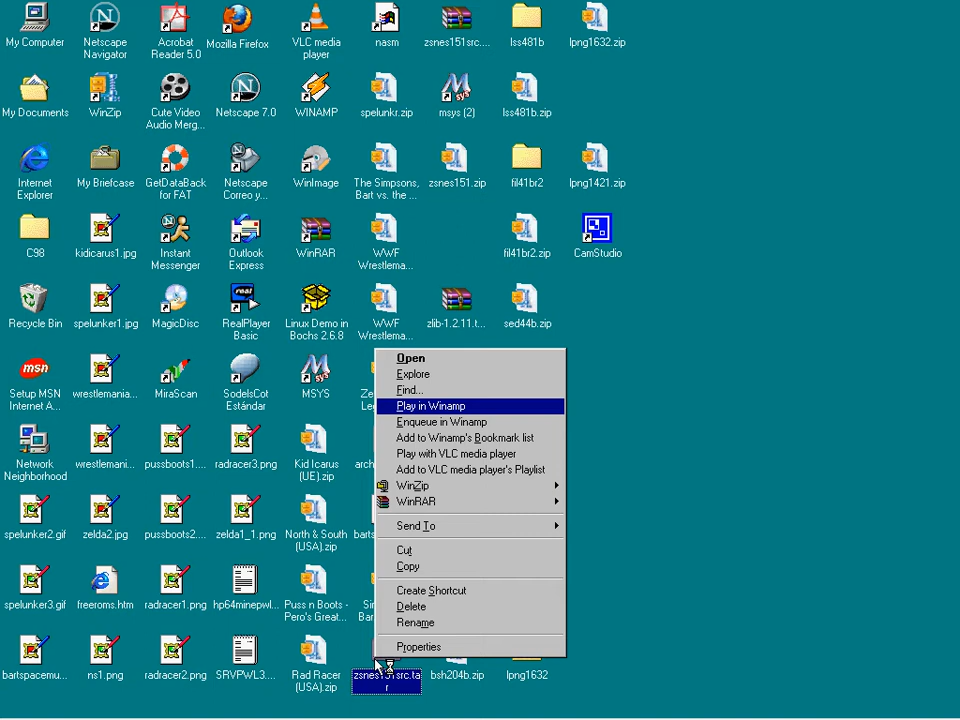 My Computer
Netscape
Navigator
Acrobat
Reader 5.0
Mozilla Firefox
VLC media
player
nasm
zsnes151src....
lss481b
lpng1632.zip
My Documents
WinZip
Cute Video
Audio Merg...
Netscape 7.0
WINAMP
spelunkr.zip
msys (2)
lss481b.zip
Internet
Explorer
My Briefcase
GetDataBack
for FAT
Netscape
Correo y...
WinImage
The Simpsons,
Bart vs. the ...
zsnes151.zip
fil41br2
lpng1421.zip
C98
kidicarus1.jpg
Instant
Messenger
Outlook
Express
WinRAR
WWF
Wrestlema...
fil41br2.zip
CamStudio
Recycle Bin
spelunker1.jpg
MagicDisc
RealPlayer
Basic
Linux Demo in
Bochs 2.6.8
WWF
Wrestlema...
zlib-1.2.11.t...
sed44b.zip
Setup MSN
Internet A...
wrestlemania...
MiraScan
SodelsCot
Estándar
MSYS
Ze
Le
Network
Neighborhood
wrestlemani...
pussboots1....
radracer3.png
Kid Icarus
(UE).zip
arch
spelunker2.gif
zelda2.jpg
pussboots2....
zelda1_1.png
North & South
(USA).zip
barts
spelunker3.gif
freeroms.htm
radracer1.png
hp64minepwl...
Puss n Boots -
Pero's Great...
Sim
Bar
bartspacemu...
ns1.png
radracer2.png
SRVPWL3...
Rad Racer
(USA).zip
zsnes151src.ta
r
bsh204b.zip
lpng1632
Open
Explore
Find...
Play in Winamp
Enqueue in Winamp
Add to Winamp's Bookmark list
Play with VLC media player
Add to VLC media player's Playlist
WinZip
WinRAR
Send To
Cut
Copy
Create Shortcut
Delete
Rename
Properties